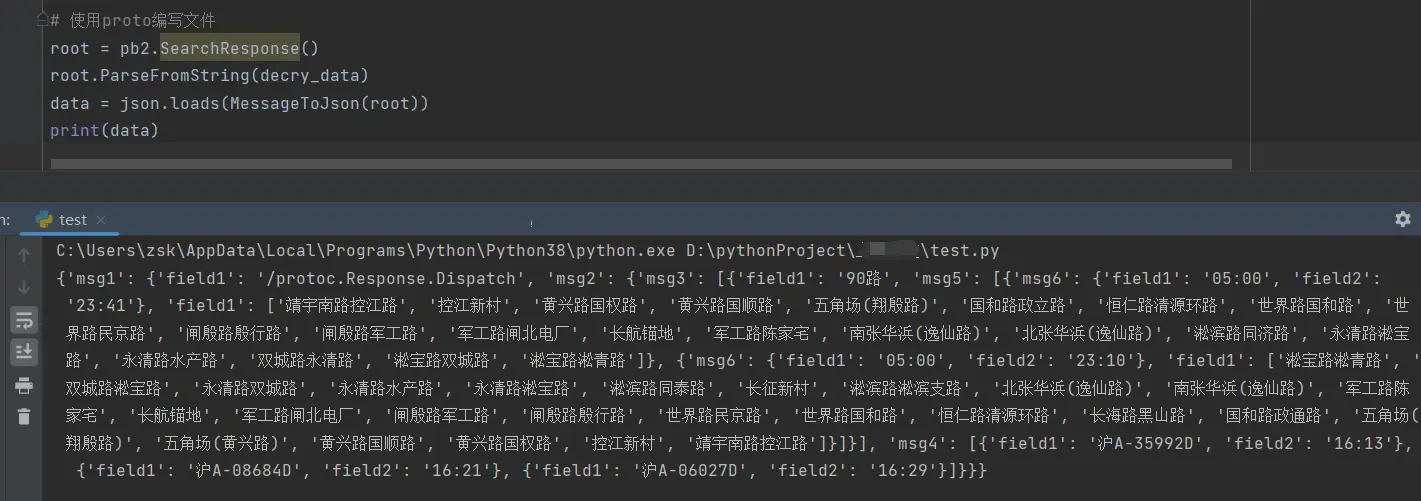 # 使用proto编写文件
root = pb2.SearchResponse()
root.ParseFromString(decry_data)
data = json.loads(MessageToJson(root))
print(data)
n: test ×
C:\Users\zsk\AppData\Local\Programs\Python\Python38\python.exe D:\pythonProject\ \test.py
{'msg1': {'field1': '/protoc.Response.Dispatch', 'msg2': {'msg3': [{'field1': '90路', 'msg5': [{'msg6': {'field1': '05:00', 'field2':
'23:41'}, 'field1': ['靖宇南路控江路', '控江新村', '黄兴路国权路', '黄兴路国顺路', '五角场(翔殷路)', '国和路政立路', '恒仁路清源环路', '世界路国和路', '世
界路民京路', '闸殷路殷行路', '闸殷路军工路', '军工路闸北电厂', '长航锚地', '军工路陈家宅', '南张华浜(逸仙路)', '北张华浜(逸仙路)', '淞滨路同济路', '永清路淞宝
路', '永清路水产路', '双城路永清路', '淞宝路双城路', '淞宝路淞青路']}, {'msg6': {'field1': '05:00', 'field2': '23:10'}, 'field1': ['淞宝路淞青路', '
双城路淞宝路', '永清路双城路', '永清路水产路', '永清路淞宝路', '淞滨路同泰路', '长征新村', '淞滨路淞滨支路', '北张华浜(逸仙路)', '南张华浜(逸仙路)', '军工路陈
家宅', '长航锚地', '军工路闸北电厂', '闸殷路军工路', '闸殷路殷行路', '世界路民京路', '世界路国和路', '恒仁路清源环路', '长海路黑山路', '国和路政通路', '五角场(
翔殷路)', '五角场(黄兴路)', '黄兴路国顺路', '黄兴路国权路', '控江新村', '靖宇南路控江路']}]}], 'msg4': [{'field1': '沪A-35992D', 'field2': '16:13'},
{'field1': '沪A-08684D', 'field2': '16:21'}, {'field1': '沪A-06027D', 'field2': '16:29'}]}}}